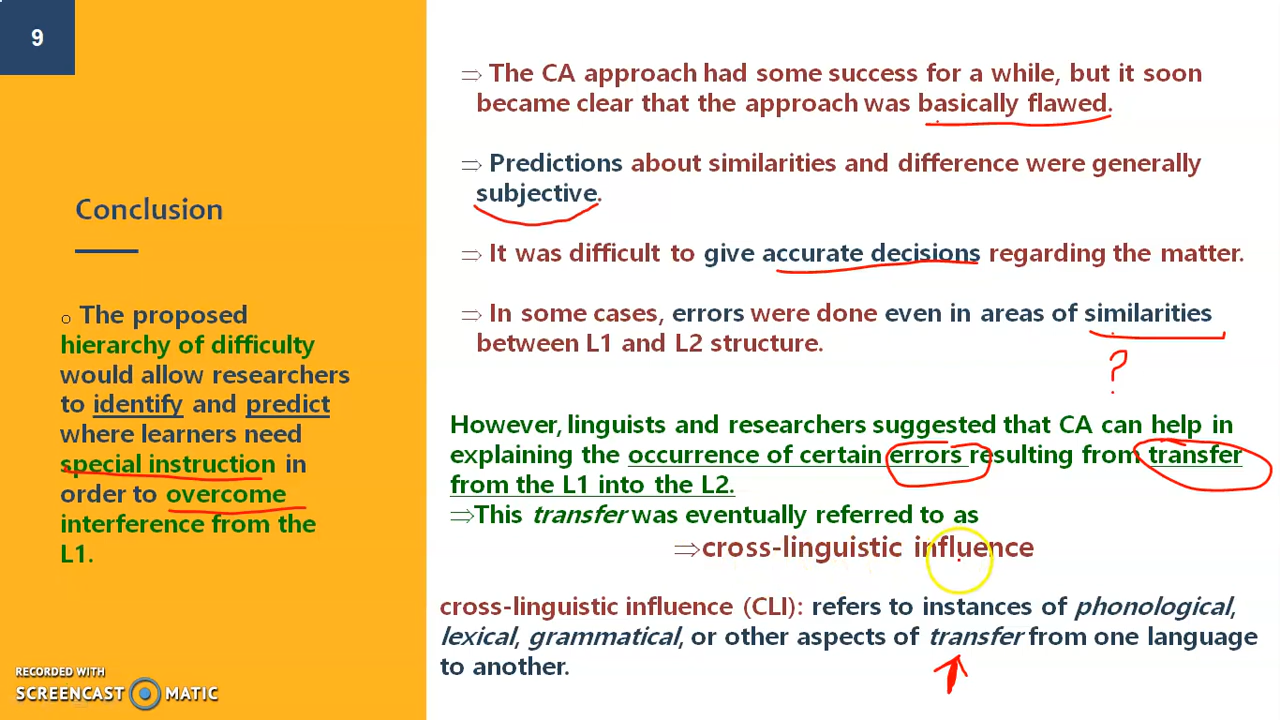 9
Conclusion
o The proposed
hierarchy of difficulty
would allow researchers
to identify and predict
where learners need
special instruction in
order to overcome
interference from the
L1.
⇒ The CA approach had some success for a while, but it soon
became clear that the approach was basically flawed.
⇒ Predictions about similarities and difference were generally
subjective.
⇒ It was difficult to give accurate decisions regarding the matter.
⇒ In some cases, errors were done even in areas of similarities
between L1 and L2 structure.
?
However, linguists and researchers suggested that CA can help in
explaining the occurrence of certain errors resulting from transfer
from the L1 into the L2.
⇒This transfer was eventually referred to as
⇒cross-linguistic influence
cross-linguistic influence (CLI): refers to instances of phonological,
lexical, grammatical, or other aspects of transfer from one language
to another.
RECORDED WITH
SCREENCAST MATIC